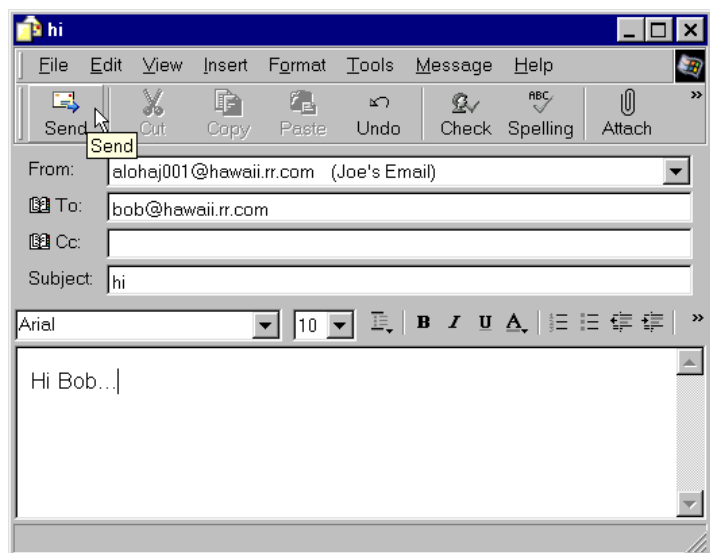 hi
File Edit View Insert Format Tools Message Help
Send Cut Copy Paste Undo Check Spelling Attach »
ABC
Send
From: alohaj001@hawaii.rr.com (Joe's Email)
To: bob@hawaii.rr.com
Cc:
Subject: hi
Arial 10 B I U A »
Hi Bob...